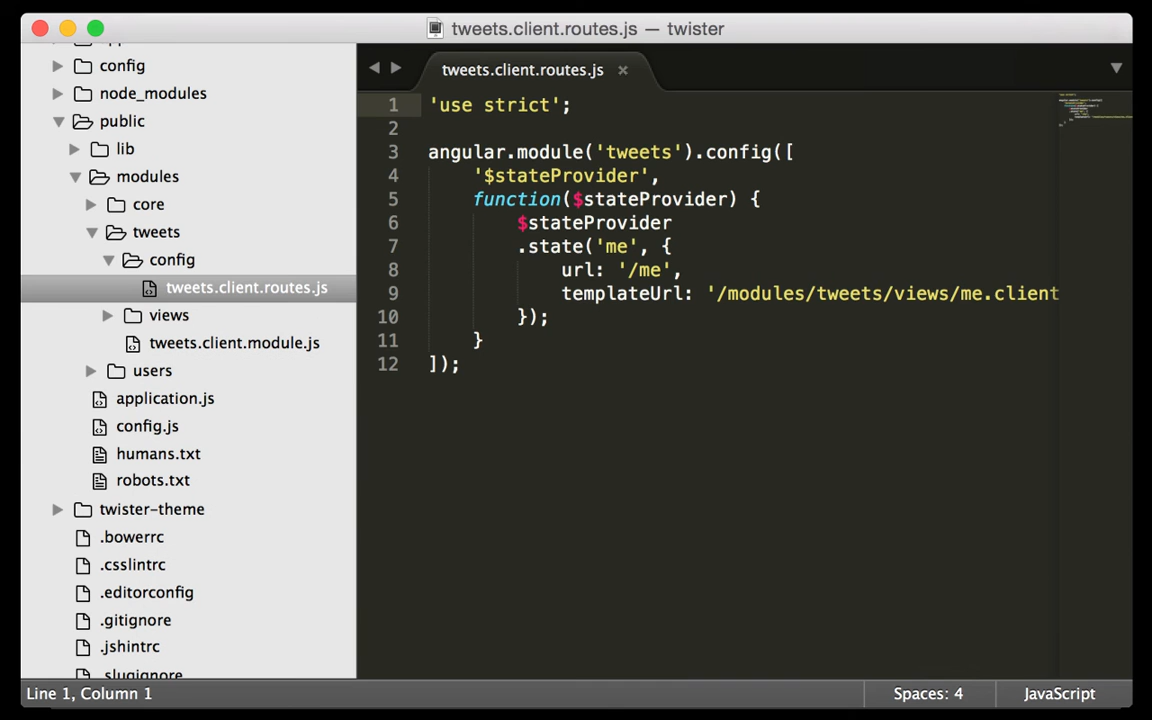 tweets.client.routes.js — twister
config
node_modules
public
lib
modules
core
tweets
config
tweets.client.routes.js
views
tweets.client.module.js
users
application.js
config.js
humans.txt
robots.txt
twister-theme
.bowerrc
.csslintrc
.editorconfig
.gitignore
.jshintrc
.slugignore
tweets.client.routes.js ×
1 'use strict';
2
3 angular.module('tweets').config([
4 '$stateProvider',
5 function($stateProvider) {
6 $stateProvider
7 .state('me', {
8 url: '/me',
9 templateUrl: '/modules/tweets/views/me.client
10 });
11 }
12 ]);
Line 1, Column 1
Spaces: 4
JavaScript